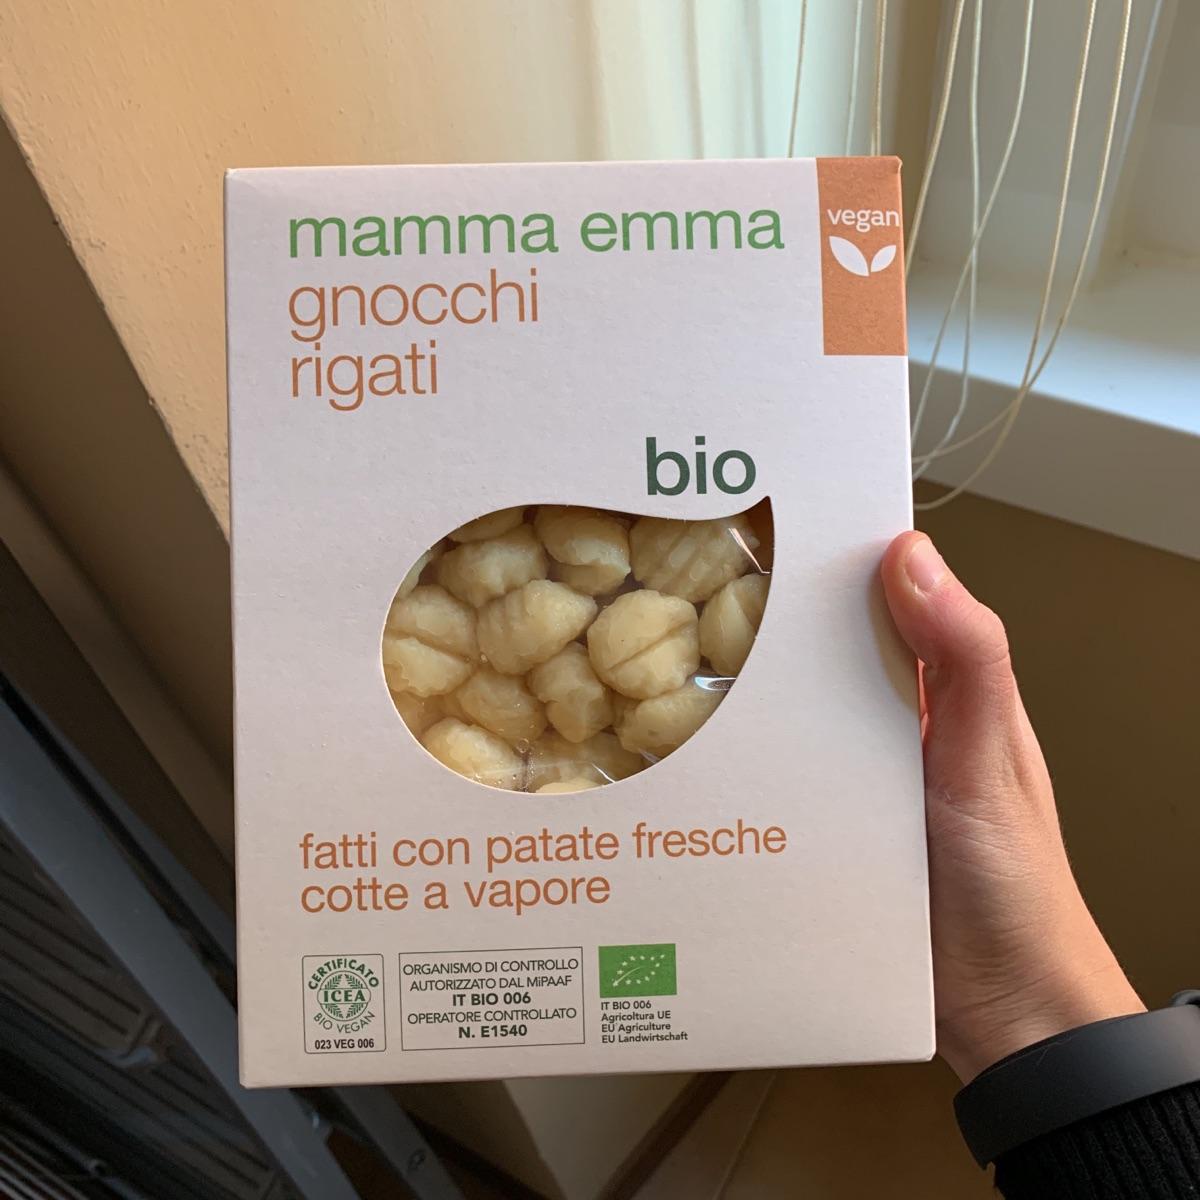 mamma emma
gnocchi
rigati
vegan
bio
fatti con patate fresche
cotte a vapore
CERTIFICATO
ICEA
BIO VEGAN
023 VEG 006
ORGANISMO DI CONTROLLO
AUTORIZZATO DAL MiPAAF
IT BIO 006
OPERATORE CONTROLLATO
N. E1540
IT BIO 006
Agricoltura UE
EU Agriculture
EU Landwirtschaft